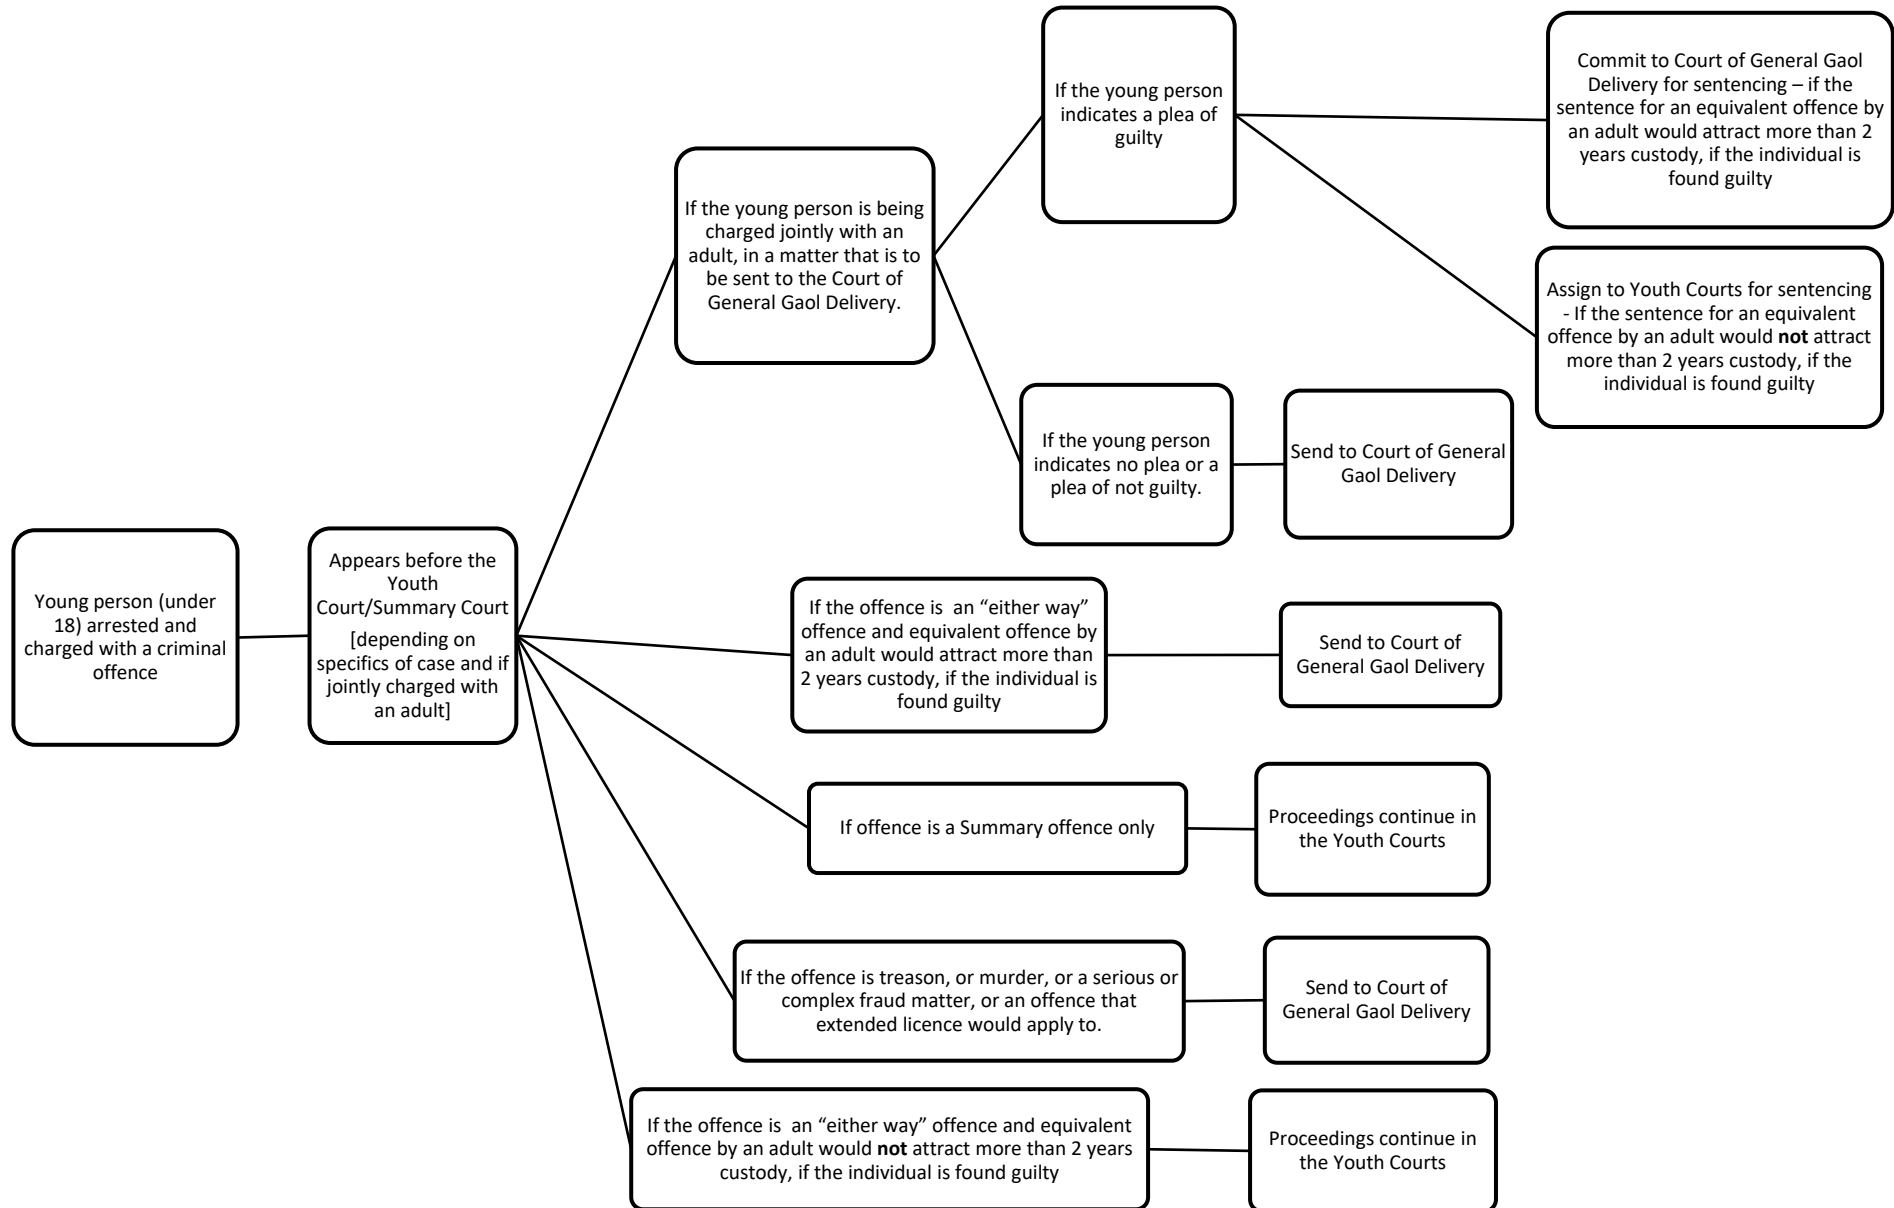 Young person (under
18) arrested and
charged with a criminal
offence
Appears before the
Youth
Court/Summary Court
[depending on
specifics of case and if
jointly charged with
an adult]
If the young person is being
charged jointly with an
adult, in a matter that is to
be sent to the Court of
General Gaol Delivery.
If the young person
indicates a plea of
guilty
Commit to Court of General Gaol
Delivery for sentencing – if the
sentence for an equivalent offence by
an adult would attract more than 2
years custody, if the individual is
found guilty
Assign to Youth Courts for sentencing
- If the sentence for an equivalent
offence by an adult would not attract
more than 2 years custody, if the
individual is found guilty
If the young person
indicates no plea or a
plea of not guilty.
Send to Court of General
Gaol Delivery
If the offence is  an “either way”
offence and equivalent offence by
an adult would attract more than
2 years custody, if the individual is
found guilty
Send to Court of
General Gaol Delivery
If offence is a Summary offence only
Proceedings continue in
the Youth Courts
If the offence is treason, or murder, or a serious or
complex fraud matter, or an offence that
extended licence would apply to.
Send to Court of
General Gaol Delivery
If the offence is  an “either way” offence and equivalent
offence by an adult would not attract more than 2 years
custody, if the individual is found guilty
Proceedings continue in
the Youth Courts